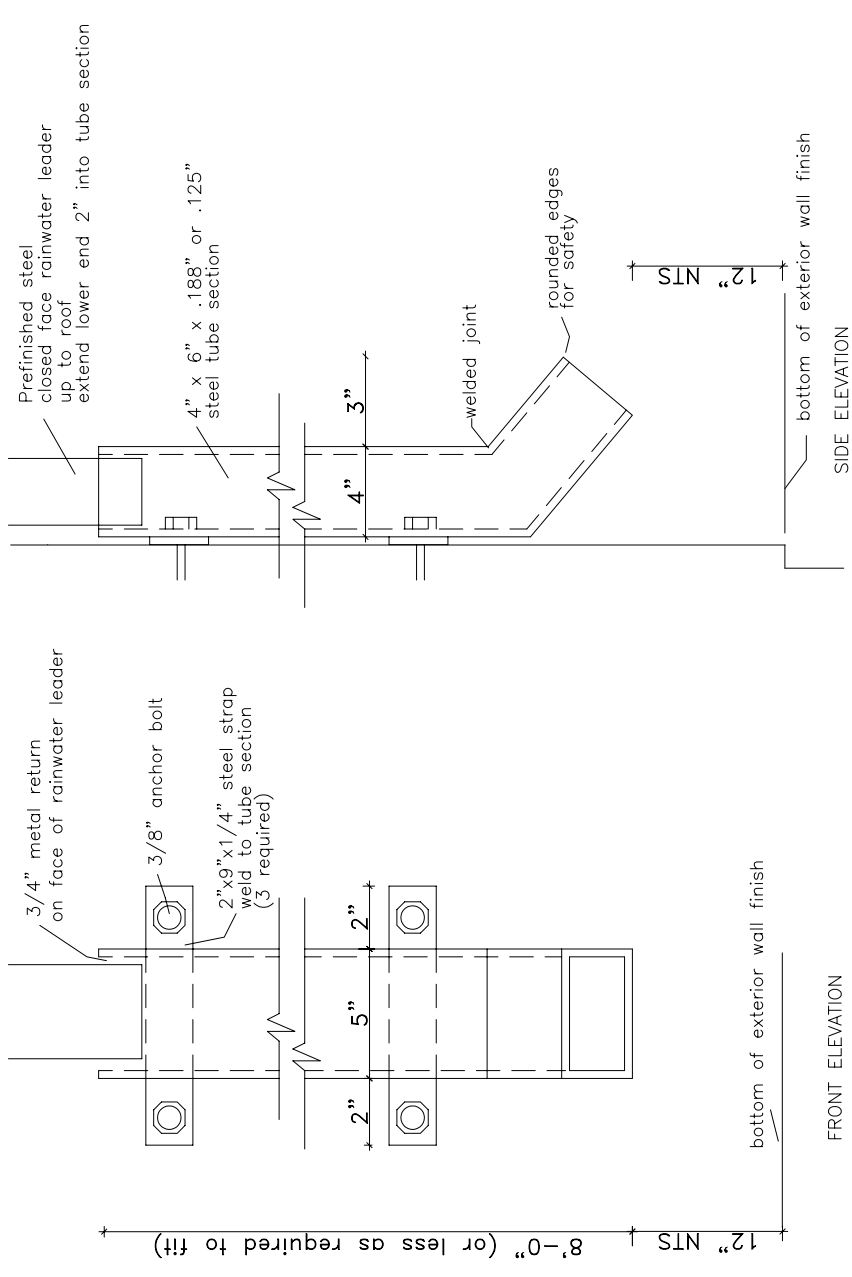 Prefinished steel
closed face rainwater leader
up to roof
extend lower end 2" into tube section
4" x 6" x .188" or .125"
steel tube section
3"
4"
welded joint
rounded edges
for safety
12" NTS
bottom of exterior wall finish
SIDE ELEVATION
3/4" metal return
on face of rainwater leader
3/8" anchor bolt
2"x9"x1/4" steel strap
weld to tube section
(3 required)
2"
5"
2"
8'-0" (or less as required to fit)
12" NTS
bottom of exterior wall finish
FRONT ELEVATION